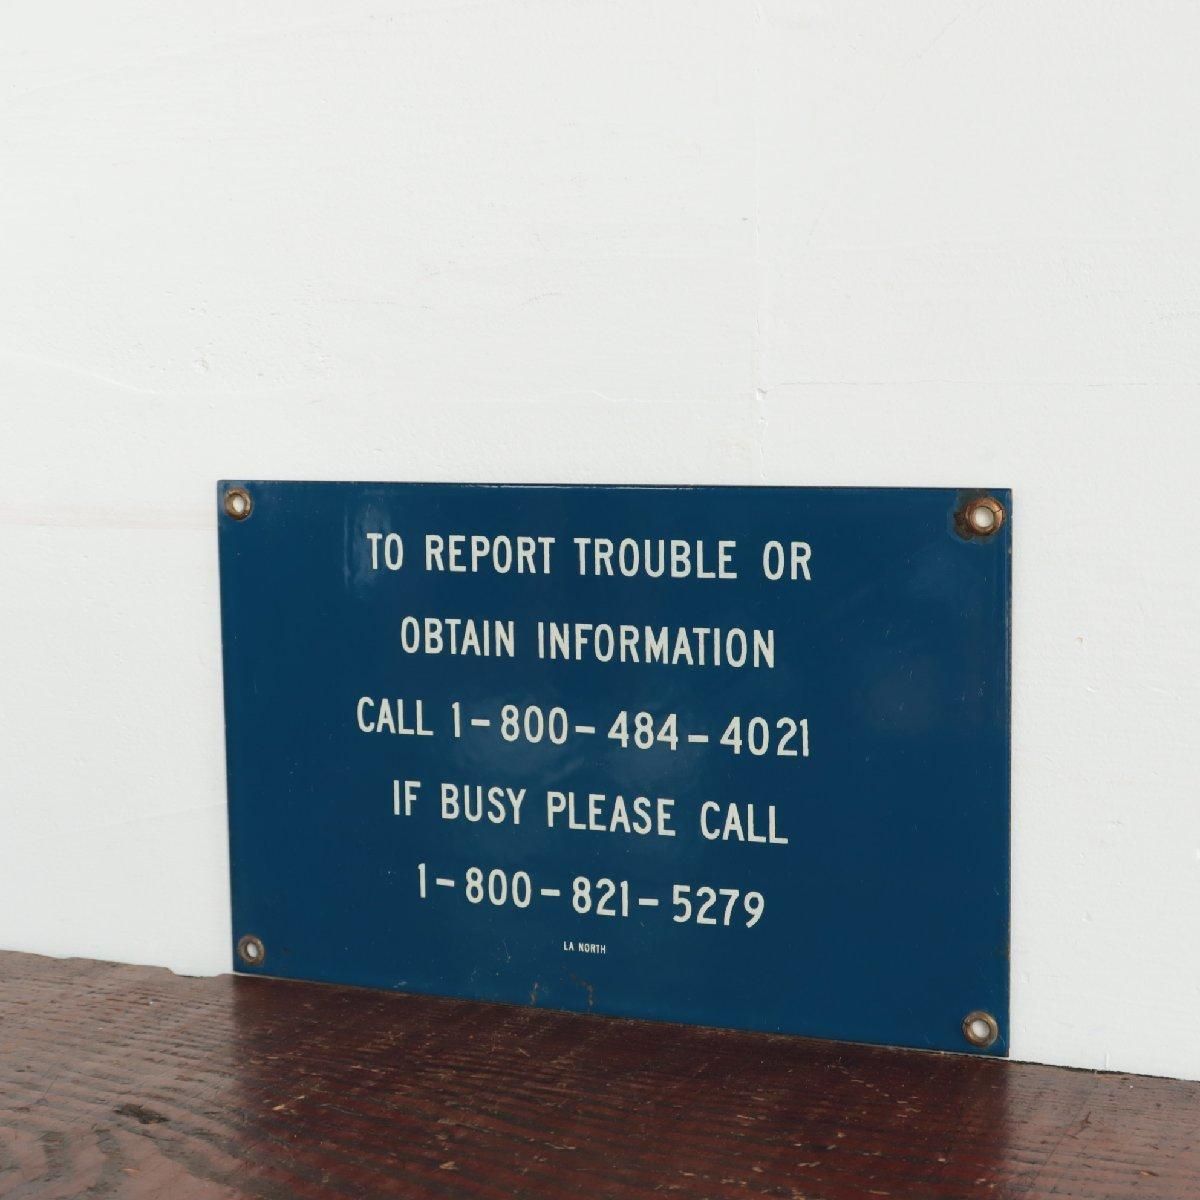 TO REPORT TROUBLE OR
OBTAIN INFORMATION
CALL 1-800-484-4021
IF BUSY PLEASE CALL
1-800-821-5279
LA NORTH